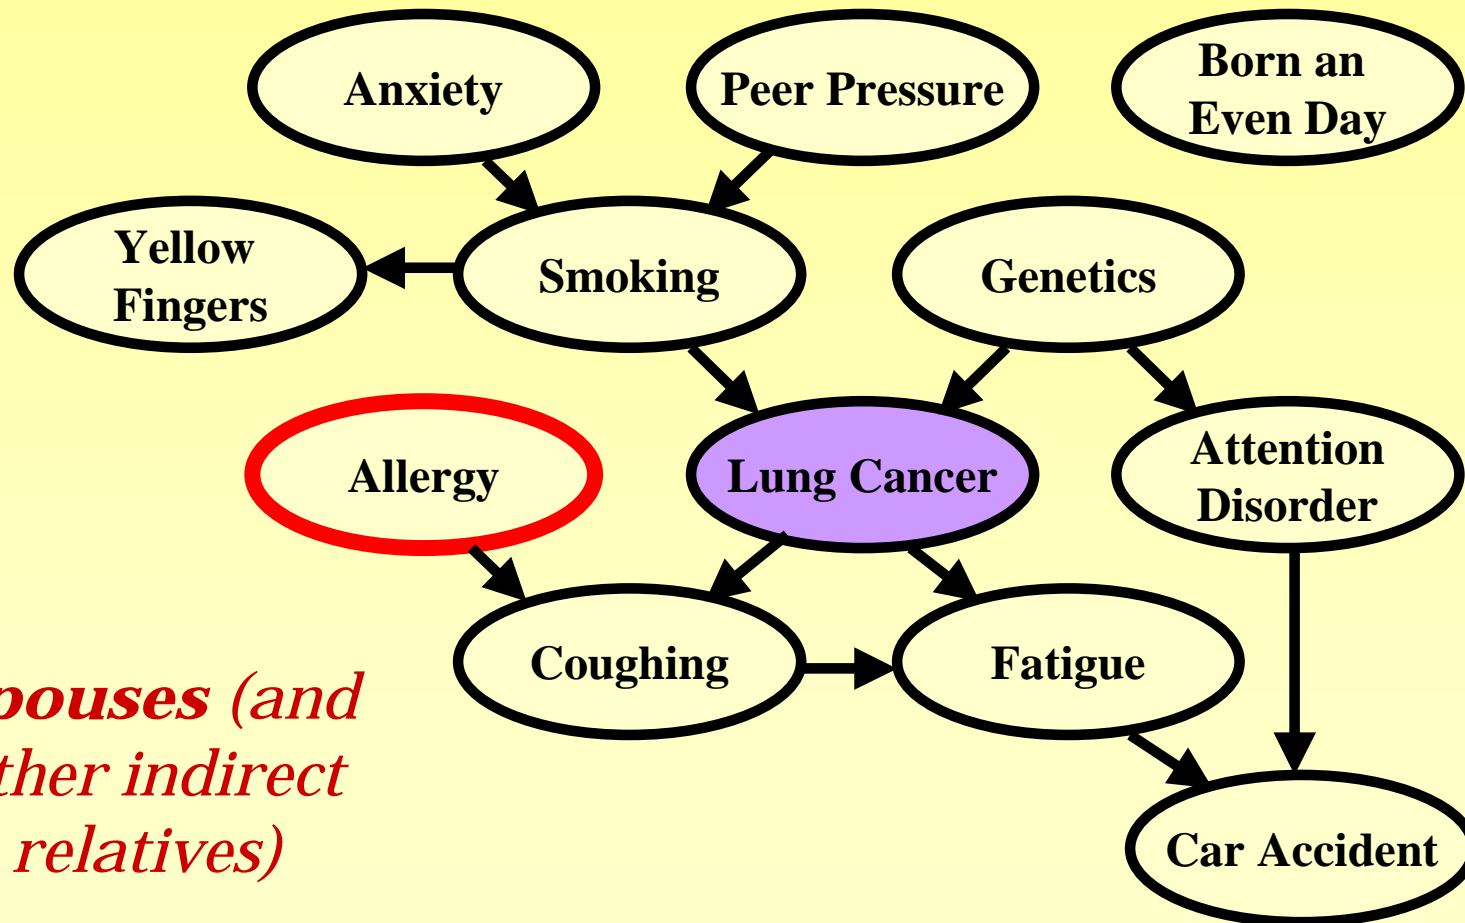 Anxiety
Peer Pressure
Born an
Even Day
Yellow
Fingers
Smoking
Genetics
Allergy
Lung Cancer
Attention
Disorder
Coughing
Fatigue
Car Accident
pouses (and
ther indirect
relatives)